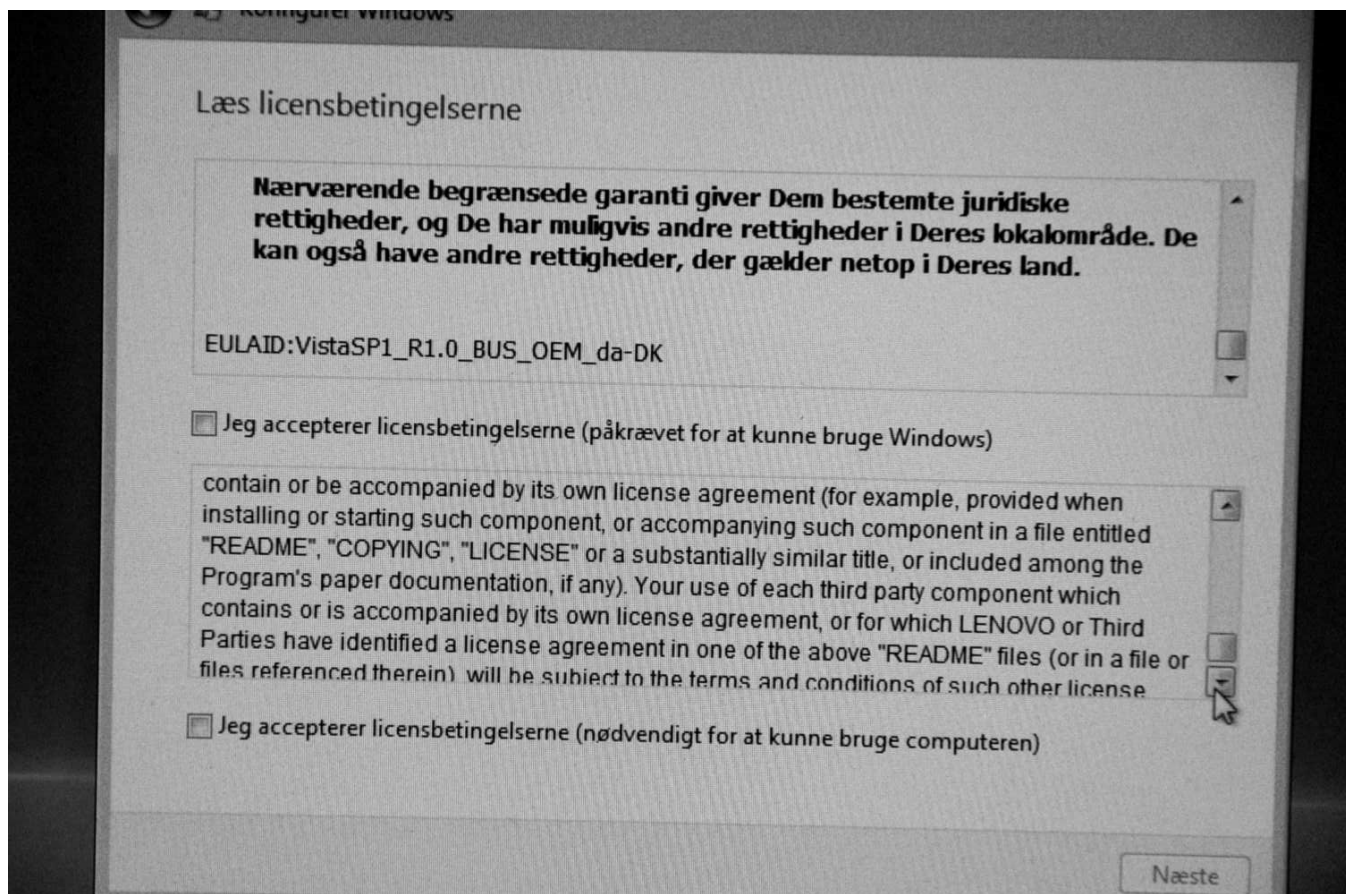 Konfigurer Windows
Læs licensbetingelserne
Nærværende begrænsede garanti giver Dem bestemte juridiske
rettigheder, og De har muligvis andre rettigheder i Deres lokalområde. De
kan også have andre rettigheder, der gælder netop i Deres land.
EULAID:VistaSP1_R1.0_BUS_OEM_da-DK
Jeg accepterer licensbetingelserne (påkrævet for at kunne bruge Windows)
contain or be accompanied by its own license agreement (for example, provided when
installing or starting such component, or accompanying such component in a file entitled
"README", "COPYING", "LICENSE" or a substantially similar title, or included among the
Program's paper documentation, if any). Your use of each third party component which
contains or is accompanied by its own license agreement, or for which LENOVO or Third
Parties have identified a license agreement in one of the above "README" files (or in a file or
files referenced therein) will be subject to the terms and conditions of such other license
Jeg accepterer licensbetingelserne (nødvendigt for at kunne bruge computeren)
Næste